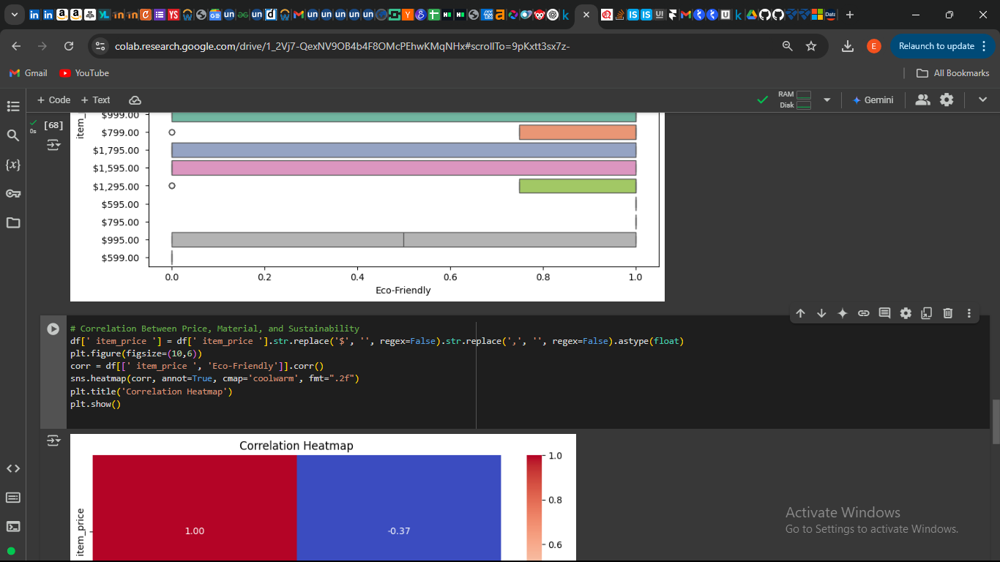 colab.research.google.com/drive/1_2Vj7-QexNV9OB4b4F8OMcPEhwKMqNHx#scrollTo=9pKxtt3sx7z-
E
Relaunch to update
Gmail
YouTube
All Bookmarks
+ Code + Text
RAM
Disk
Gemini
[68]
0s
item_
$999.00
$799.00
$1,795.00
$1,595.00
$1,295.00
$595.00
$795.00
$995.00
$599.00
0.0 0.2 0.4 0.6 0.8 1.0
Eco-Friendly
# Correlation Between Price, Material, and Sustainability
df[' item_price '] = df[' item_price '].str.replace('$', '', regex=False).str.replace(',', '', regex=False).astype(float)
plt.figure(figsize=(10,6))
corr = df[[' item_price ', 'Eco-Friendly']].corr()
sns.heatmap(corr, annot=True, cmap='coolwarm', fmt=".2f")
plt.title('Correlation Heatmap')
plt.show()
Correlation Heatmap
item_price
1.00
-0.37
1.0
0.8
0.6
Activate Windows
Go to Settings to activate Windows.